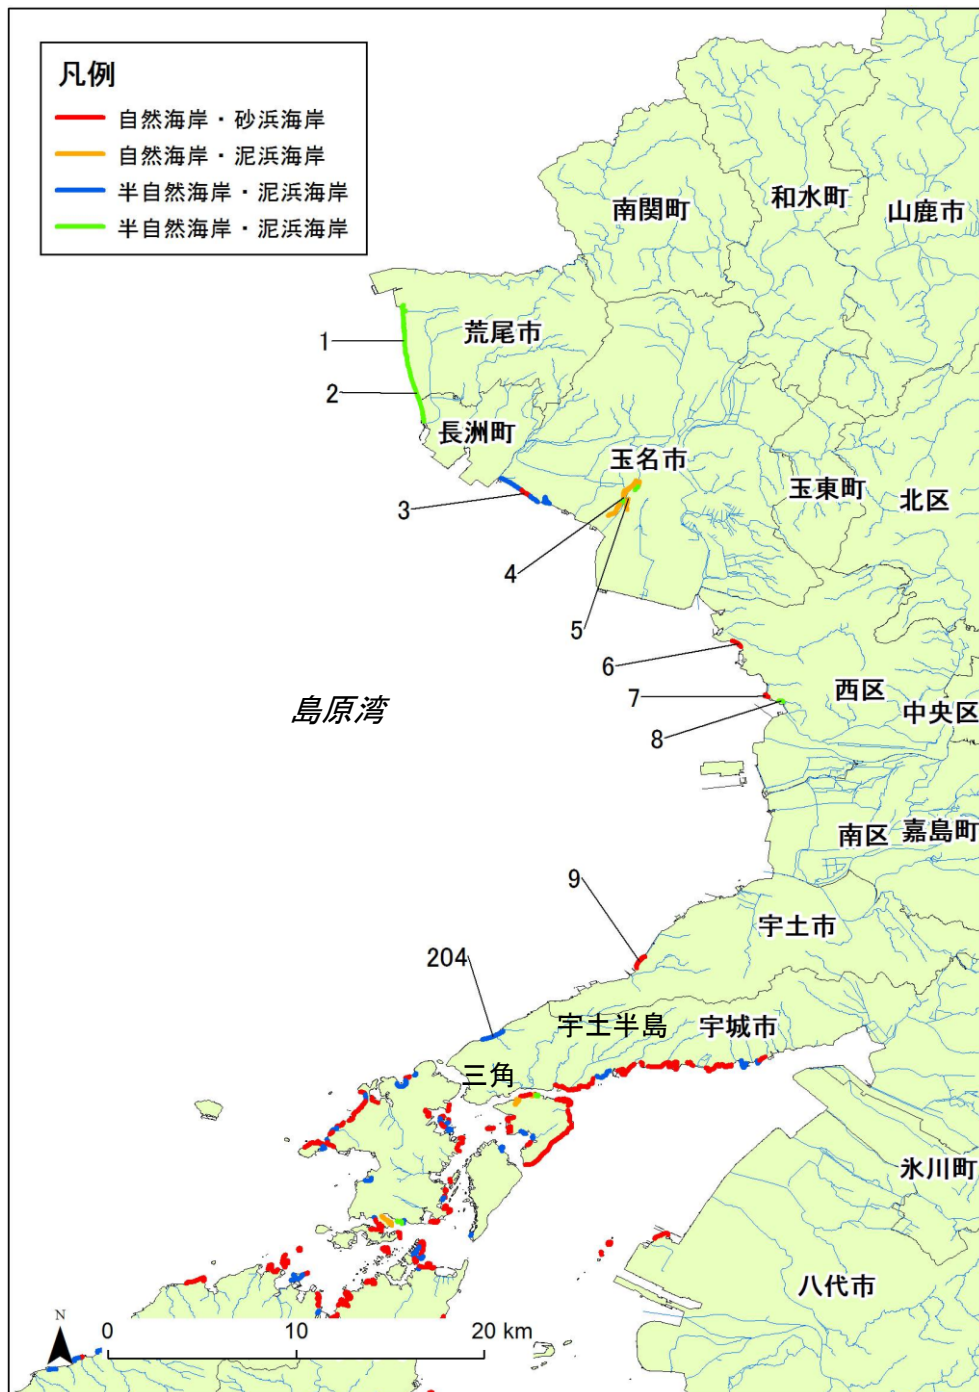 凡例
自然海岸・砂浜海岸
自然海岸・泥浜海岸
半自然海岸・泥浜海岸
半自然海岸・泥浜海岸
南関町
和水町
山鹿市
荒尾市
1
2
長洲町
玉名市
玉東町
北区
3
4
5
6
7
8
西区
中央区
島原湾
南区
嘉島町
9
宇土市
204
宇土半島
宇城市
三角
氷川町
八代市
N
0
10
20 km